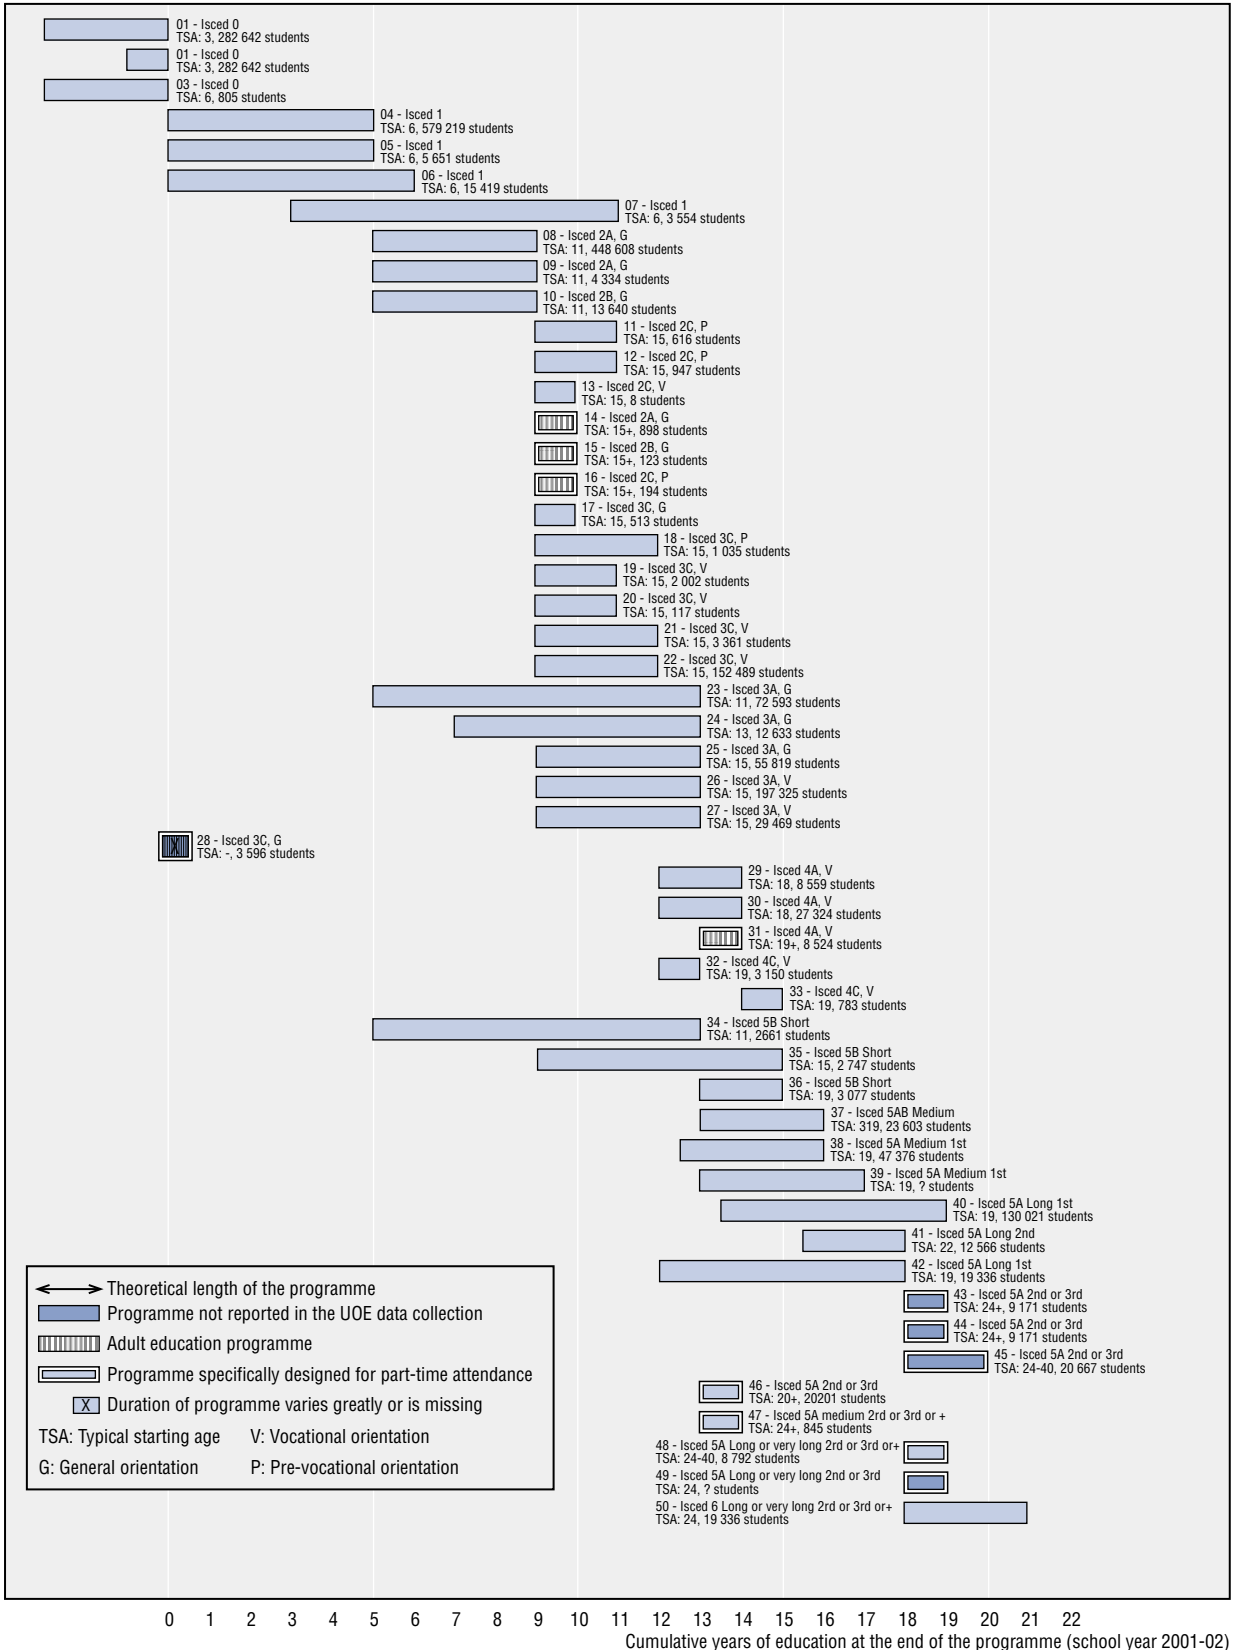 01 - Isced 0
TSA: 3, 282 642 students
01 - Isced 0
TSA: 3, 282 642 students
03 - Isced 0
TSA: 6, 805 students
04 - Isced 1
TSA: 6, 579 219 students
05 - Isced 1
TSA: 6, 5 651 students
06 - Isced 1
TSA: 6, 15 419 students
07 - Isced 1
TSA: 6, 3 554 students
08 - Isced 2A, G
TSA: 11, 448 608 students
09 - Isced 2A, G
TSA: 11, 4 334 students
10 - Isced 2B, G
TSA: 11, 13 640 students
11 - Isced 2C, P
TSA: 15, 616 students
12 - Isced 2C, P
TSA: 15, 947 students
13 - Isced 2C, V
TSA: 15, 8 students
14 - Isced 2A, G
TSA: 15+, 898 students
15 - Isced 2B, G
TSA: 15+, 123 students
16 - Isced 2C, P
TSA: 15+, 194 students
17 - Isced 3C, G
TSA: 15, 513 students
18 - Isced 3C, P
TSA: 15, 1 035 students
19 - Isced 3C, V
TSA: 15, 2 002 students
20 - Isced 3C, V
TSA: 15, 117 students
21 - Isced 3C, V
TSA: 15, 3 361 students
22 - Isced 3C, V
TSA: 15, 152 489 students
23 - Isced 3A, G
TSA: 11, 72 593 students
24 - Isced 3A, G
TSA: 13, 12 633 students
25 - Isced 3A, G
TSA: 15, 55 819 students
26 - Isced 3A, V
TSA: 15, 197 325 students
27 - Isced 3A, V
TSA: 15, 29 469 students
X
28 - Isced 3C, G
TSA: -, 3 596 students
29 - Isced 4A, V
TSA: 18, 8 559 students
30 - Isced 4A, V
TSA: 18, 27 324 students
31 - Isced 4A, V
TSA: 19+, 8 524 students
32 - Isced 4C, V
TSA: 19, 3 150 students
33 - Isced 4C, V
TSA: 19, 783 students
34 - Isced 5B Short
TSA: 11, 2661 students
35 - Isced 5B Short
TSA: 15, 2 747 students
36 - Isced 5B Short
TSA: 19, 3 077 students
37 - Isced 5AB Medium
TSA: 319, 23 603 students
38 - Isced 5A Medium 1st
TSA: 19, 47 376 students
39 - Isced 5A Medium 1st
TSA: 19, ? students
40 - Isced 5A Long 1st
TSA: 19, 130 021 students
41 - Isced 5A Long 2nd
TSA: 22, 12 566 students
42 - Isced 5A Long 1st
TSA: 19, 19 336 students
43 - Isced 5A 2nd or 3rd
TSA: 24+, 9 171 students
44 - Isced 5A 2nd or 3rd
TSA: 24+, 9 171 students
45 - Isced 5A 2nd or 3rd
TSA: 24-40, 20 667 students
46 - Isced 5A 2nd or 3rd
TSA: 20+, 20201 students
47 - Isced 5A medium 2rd or 3rd or +
TSA: 24+, 845 students
48 - Isced 5A Long or very long 2rd or 3rd or+
TSA: 24-40, 8 792 students
49 - Isced 5A Long or very long 2nd or 3rd
TSA: 24, ? students
50 - Isced 6 Long or very long 2rd or 3rd or+
TSA: 24, 19 336 students
Theoretical length of the programme
Programme not reported in the UOE data collection
Adult education programme
Programme specifically designed for part-time attendance
X Duration of programme varies greatly or is missing
TSA: Typical starting age V: Vocational orientation
G: General orientation P: Pre-vocational orientation
0 1 2 3 4 5 6 7 8 9 10 11 12 13 14 15 16 17 18 19 20 21 22
Cumulative years of education at the end of the programme (school year 2001-02)